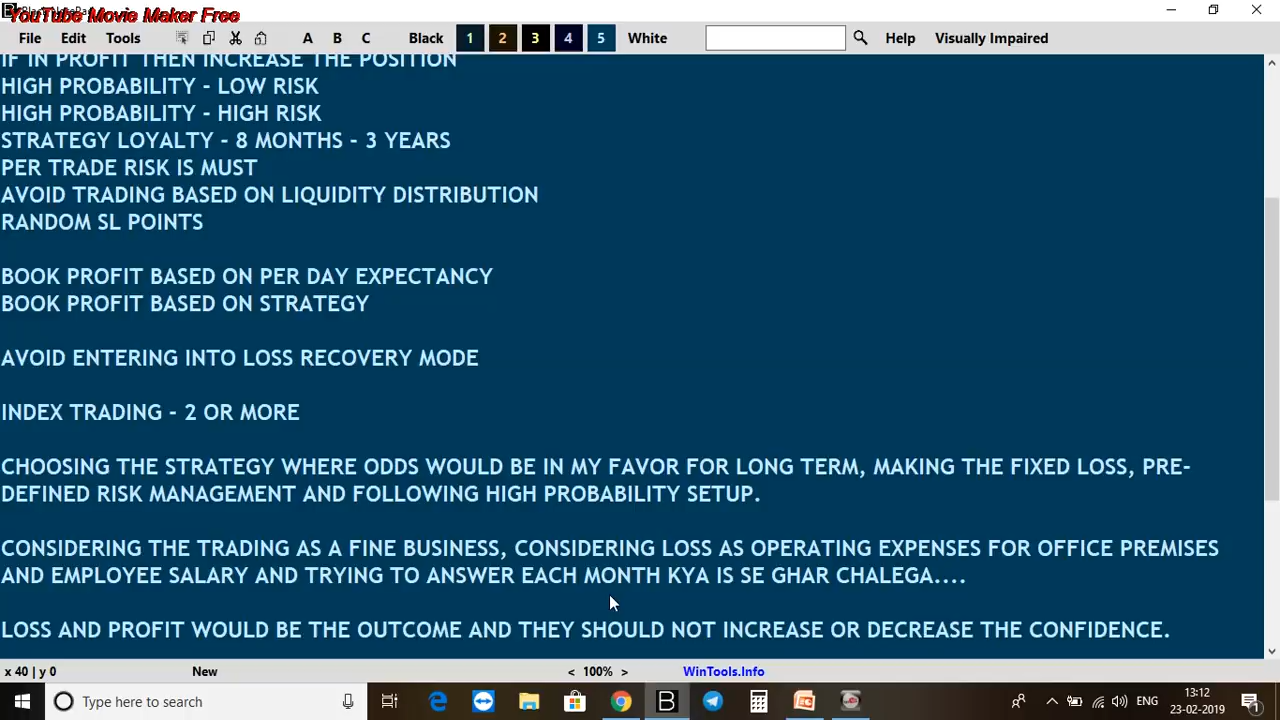 YouTube Movie Maker Free
File Edit Tools A B C Black 1 2 3 4 5 White Help Visually Impaired
IF IN PROFIT THEN INCREASE THE POSITION
HIGH PROBABILITY - LOW RISK
HIGH PROBABILITY - HIGH RISK
STRATEGY LOYALTY - 8 MONTHS - 3 YEARS
PER TRADE RISK IS MUST
AVOID TRADING BASED ON LIQUIDITY DISTRIBUTION
RANDOM SL POINTS
BOOK PROFIT BASED ON PER DAY EXPECTANCY
BOOK PROFIT BASED ON STRATEGY
AVOID ENTERING INTO LOSS RECOVERY MODE
INDEX TRADING - 2 OR MORE
CHOOSING THE STRATEGY WHERE ODDS WOULD BE IN MY FAVOR FOR LONG TERM, MAKING THE FIXED LOSS, PRE-
DEFINED RISK MANAGEMENT AND FOLLOWING HIGH PROBABILITY SETUP.
CONSIDERING THE TRADING AS A FINE BUSINESS, CONSIDERING LOSS AS OPERATING EXPENSES FOR OFFICE PREMISES
AND EMPLOYEE SALARY AND TRYING TO ANSWER EACH MONTH KYA IS SE GHAR CHALEGA....
LOSS AND PROFIT WOULD BE THE OUTCOME AND THEY SHOULD NOT INCREASE OR DECREASE THE CONFIDENCE.
x 40 | y 0 New < 100% > WinTools.Info
Type here to search ENG 13:12
23-02-2019